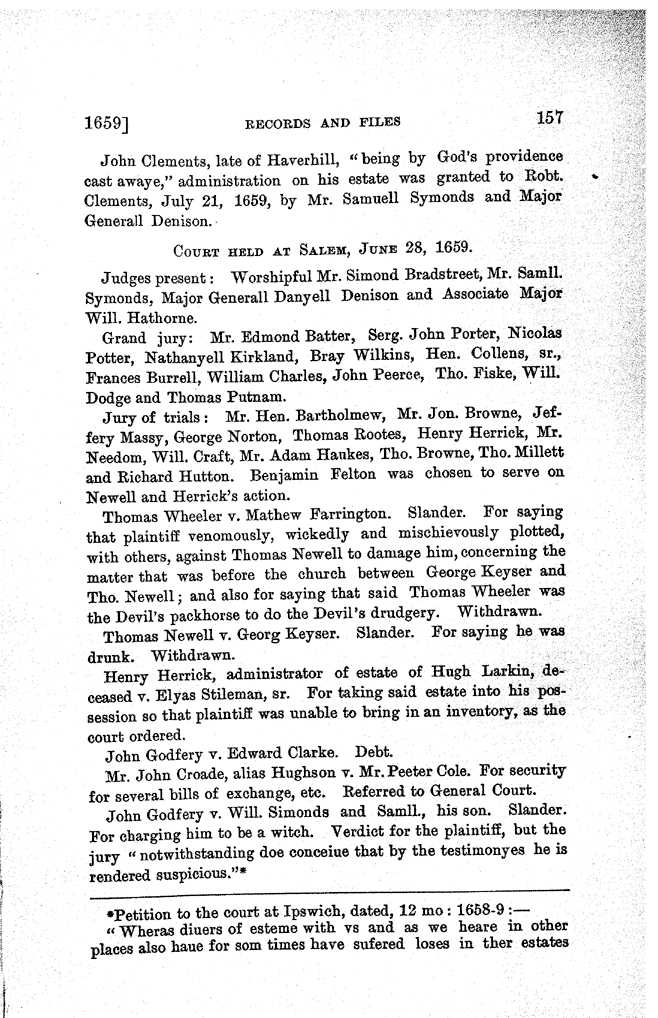 1659] RECORDS AND FILES 157
John Clements, late of Haverhill, "being by God's providence
cast awaye," administration on his estate was granted to Robt.
Clements, July 21, 1659, by Mr. Samuell Symonds and Major
Generall Denison.
COURT HELD AT SALEM, JUNE 28, 1659.
Judges present: Worshipful Mr. Simond Bradstreet, Mr. Samll.
Symonds, Major Generall Danyell Denison and Associate Major
Will. Hathorne.
Grand jury: Mr. Edmond Batter, Serg. John Porter, Nicolas
Potter, Nathanyell Kirkland, Bray Wilkins, Hen. Collens, sr.,
Frances Burrell, William Charles, John Peerce, Tho. Fiske, Will.
Dodge and Thomas Putnam.
Jury of trials: Mr. Hen. Bartholmew, Mr. Jon. Browne, Jef-
fery Massy, George Norton, Thomas Rootes, Henry Herrick, Mr.
Needom, Will. Craft, Mr. Adam Haukes, Tho. Browne, Tho. Millett
and Richard Hutton. Benjamin Felton was chosen to serve on
Newell and Herrick's action.
Thomas Wheeler v. Mathew Farrington. Slander. For saying
that plaintiff venomously, wickedly and mischievously plotted,
with others, against Thomas Newell to damage him, concerning the
matter that was before the church between George Keyser and
Tho. Newell; and also for saying that said Thomas Wheeler was
the Devil's packhorse to do the Devil's drudgery. Withdrawn.
Thomas Newell v. Georg Keyser. Slander. For saying he was
drunk. Withdrawn.
Henry Herrick, administrator of estate of Hugh Larkin, de-
ceased v. Elyas Stileman, sr. For taking said estate into his pos-
session so that plaintiff was unable to bring in an inventory, as the
court ordered.
John Godfery v. Edward Clarke. Debt.
Mr. John Croade, alias Hughson v. Mr. Peeter Cole. For security
for several bills of exchange, etc. Referred to General Court.
John Godfery v. Will. Simonds and Samll., his son. Slander.
For charging him to be a witch. Verdict for the plaintiff, but the
jury "notwithstanding doe conceiue that by the testimonyes he is
rendered suspicious."*
*Petition to the court at Ipswich, dated, 12 mo: 1658-9:—
"Wheras diuers of esteme with vs and as we heare in other
places also haue for som times have sufered loses in ther estates